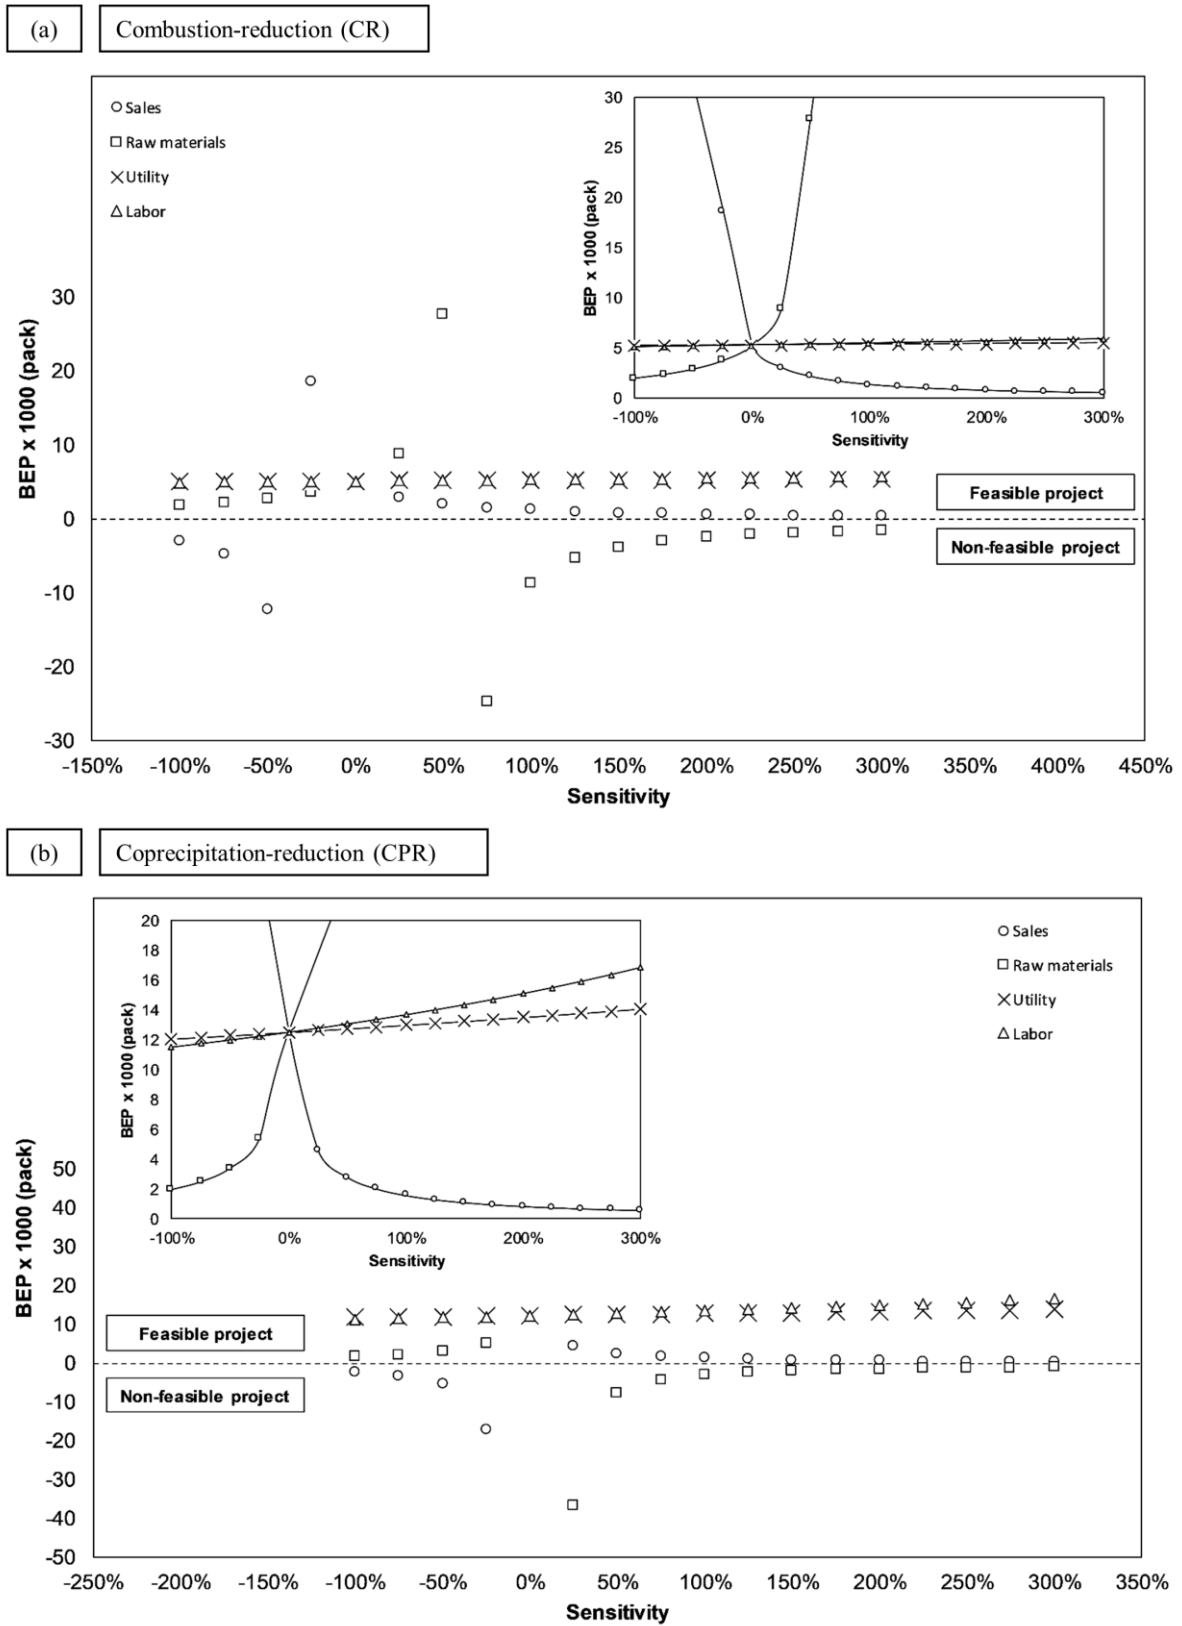 (a) Combustion-reduction (CR)
Sales
Raw materials
Utility
Labor
BEP x 1000 (pack)
30
20
10
0
-10
-20
-30
-150% -100% -50% 0% 50% 100% 150% 200% 250% 300% 350% 400% 450%
Sensitivity
BEP x 1000 (pack)
30
25
20
15
10
5
0
-100% 0% 100% 200% 300%
Sensitivity
Feasible project
Non-feasible project
(b) Coprecipitation-reduction (CPR)
BEP x 1000 (pack)
20
18
16
14
12
10
8
6
4
2
0
-100% 0% 100% 200% 300%
Sensitivity
Sales
Raw materials
Utility
Labor
BEP x 1000 (pack)
50
40
30
20
10
0
-10
-20
-30
-40
-50
Feasible project
Non-feasible project
-250% -200% -150% -100% -50% 0% 50% 100% 150% 200% 250% 300% 350%
Sensitivity